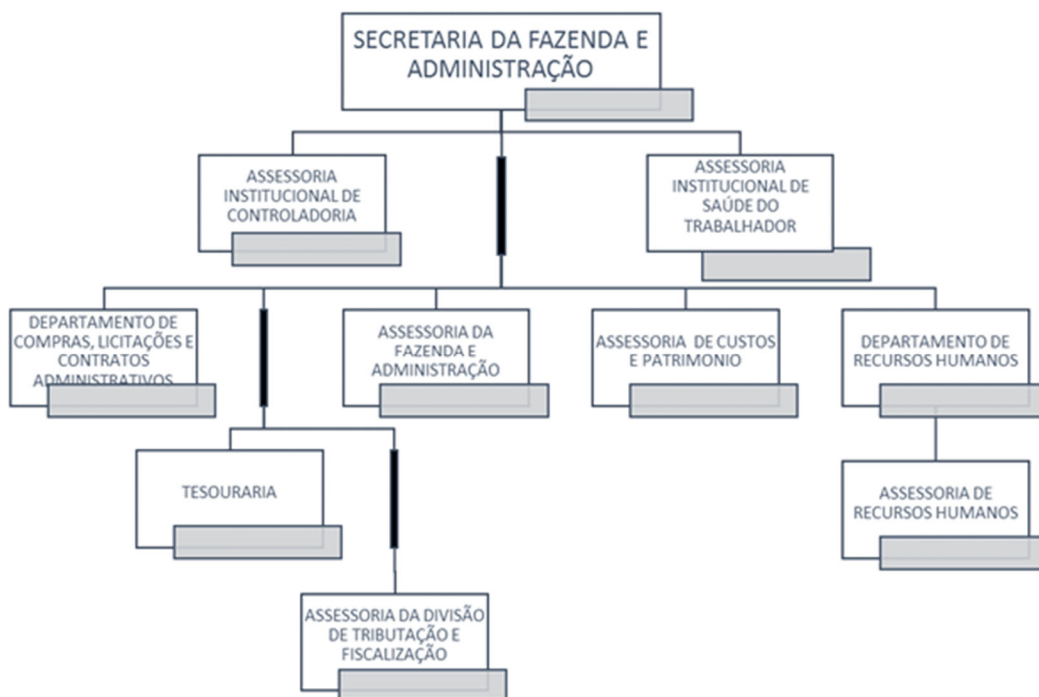 SECRETARIA DA FAZENDA E
ADMINISTRAÇÃO
ASSESSORIA
INSTITUCIONAL DE
CONTROLADORIA
ASSESSORIA
INSTITUCIONAL DE
SAÚDE DO
TRABALHADOR
DEPARTAMENTO DE
COMPRAS, LICITAÇÕES E
CONTRATOS
ADMINISTRATIVOS
ASSESSORIA DA
FAZENDA E
ADMINISTRAÇÃO
ASSESSORIA DE CUSTOS
E PATRIMONIO
DEPARTAMENTO DE
RECURSOS HUMANOS
TESOURARIA
ASSESSORIA DE
RECURSOS HUMANOS
ASSESSORIA DA DIVISÃO
DE TRIBUTAÇÃO E
FISCALIZAÇÃO